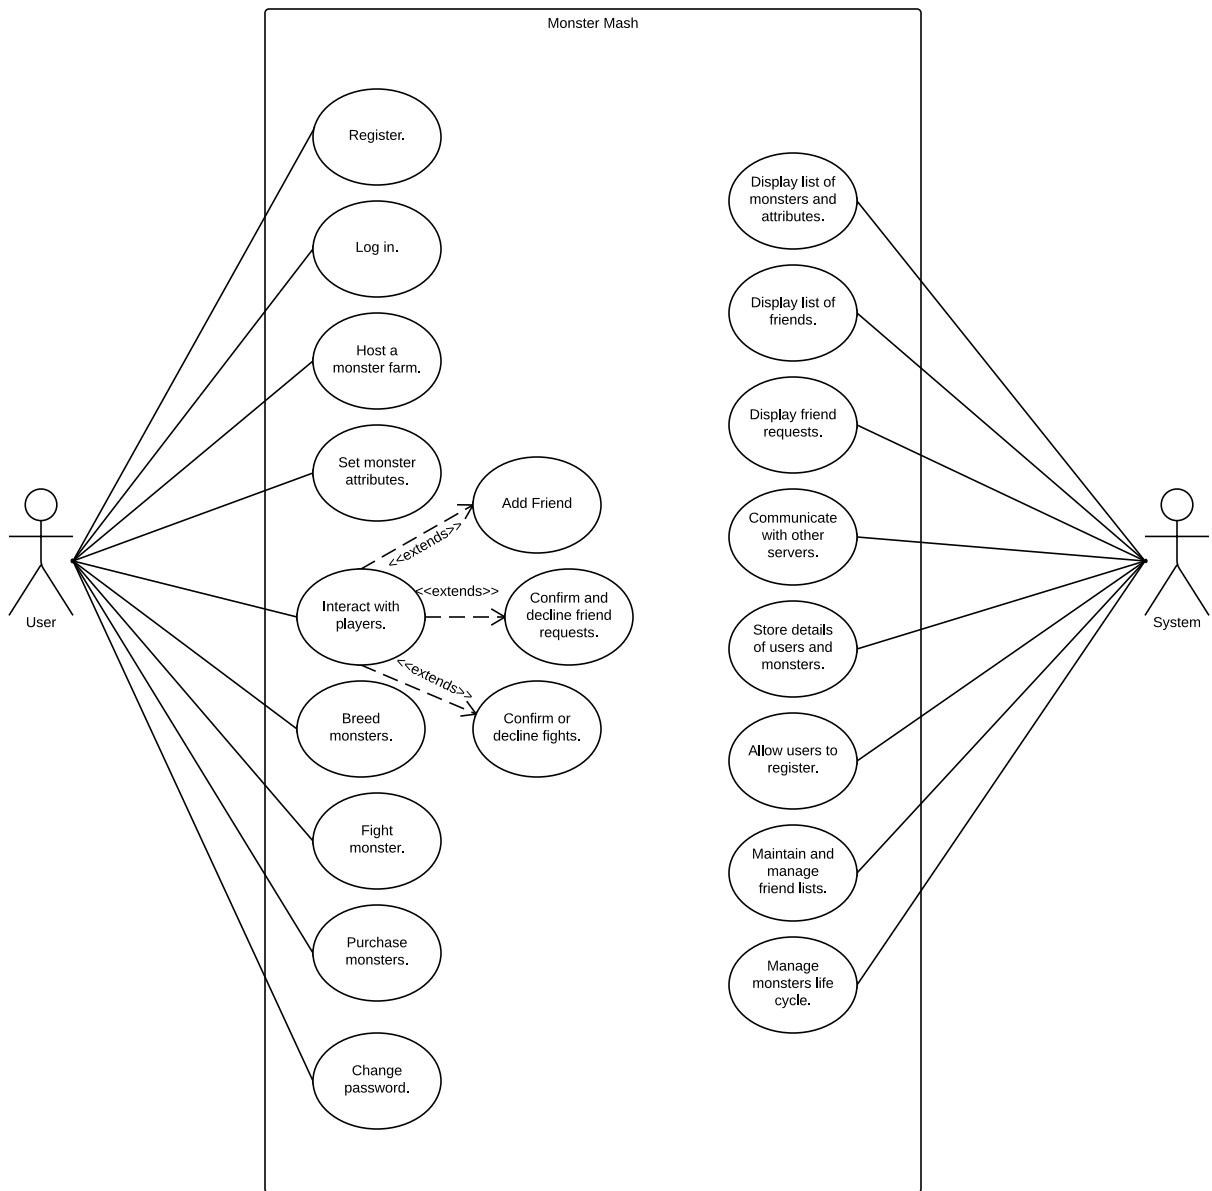 Monster Mash
Register.
Log in.
Host a
monster farm.
Set monster
attributes.
Add Friend
<<extends>>
Interact with
players.
<<extends>>
Confirm and
decline friend
requests.
<<extends>>
Confirm or
decline fights.
Breed
monsters.
Fight
monster.
Purchase
monsters.
Change
password.
User
Display list of
monsters and
attributes.
Display list of
friends.
Display friend
requests.
Communicate
with other
servers.
Store details
of users and
monsters.
Allow users to
register.
Maintain and
manage
friend lists.
Manage
monsters life
cycle.
System